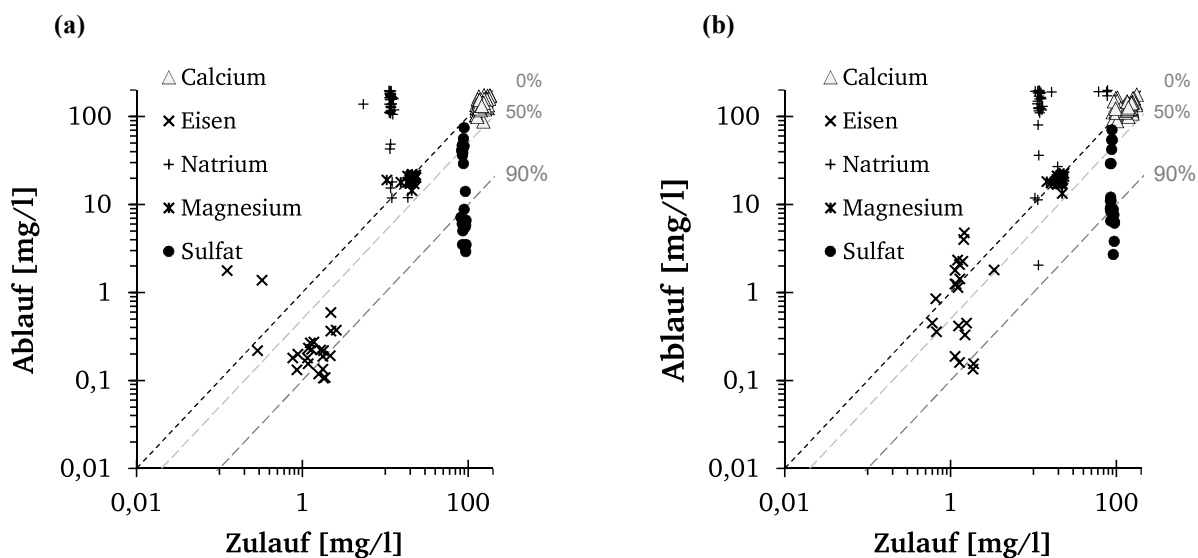 (a)
Calcium
Eisen
Natrium
Magnesium
Sulfat
0%
50%
90%
100
10
1
0,1
0,01
0,01
1
100
Ablauf [mg/l]
Zulauf [mg/l]
(b)
Calcium
Eisen
Natrium
Magnesium
Sulfat
0%
50%
90%
100
10
1
0,1
0,01
0,01
1
100
Ablauf [mg/l]
Zulauf [mg/l]